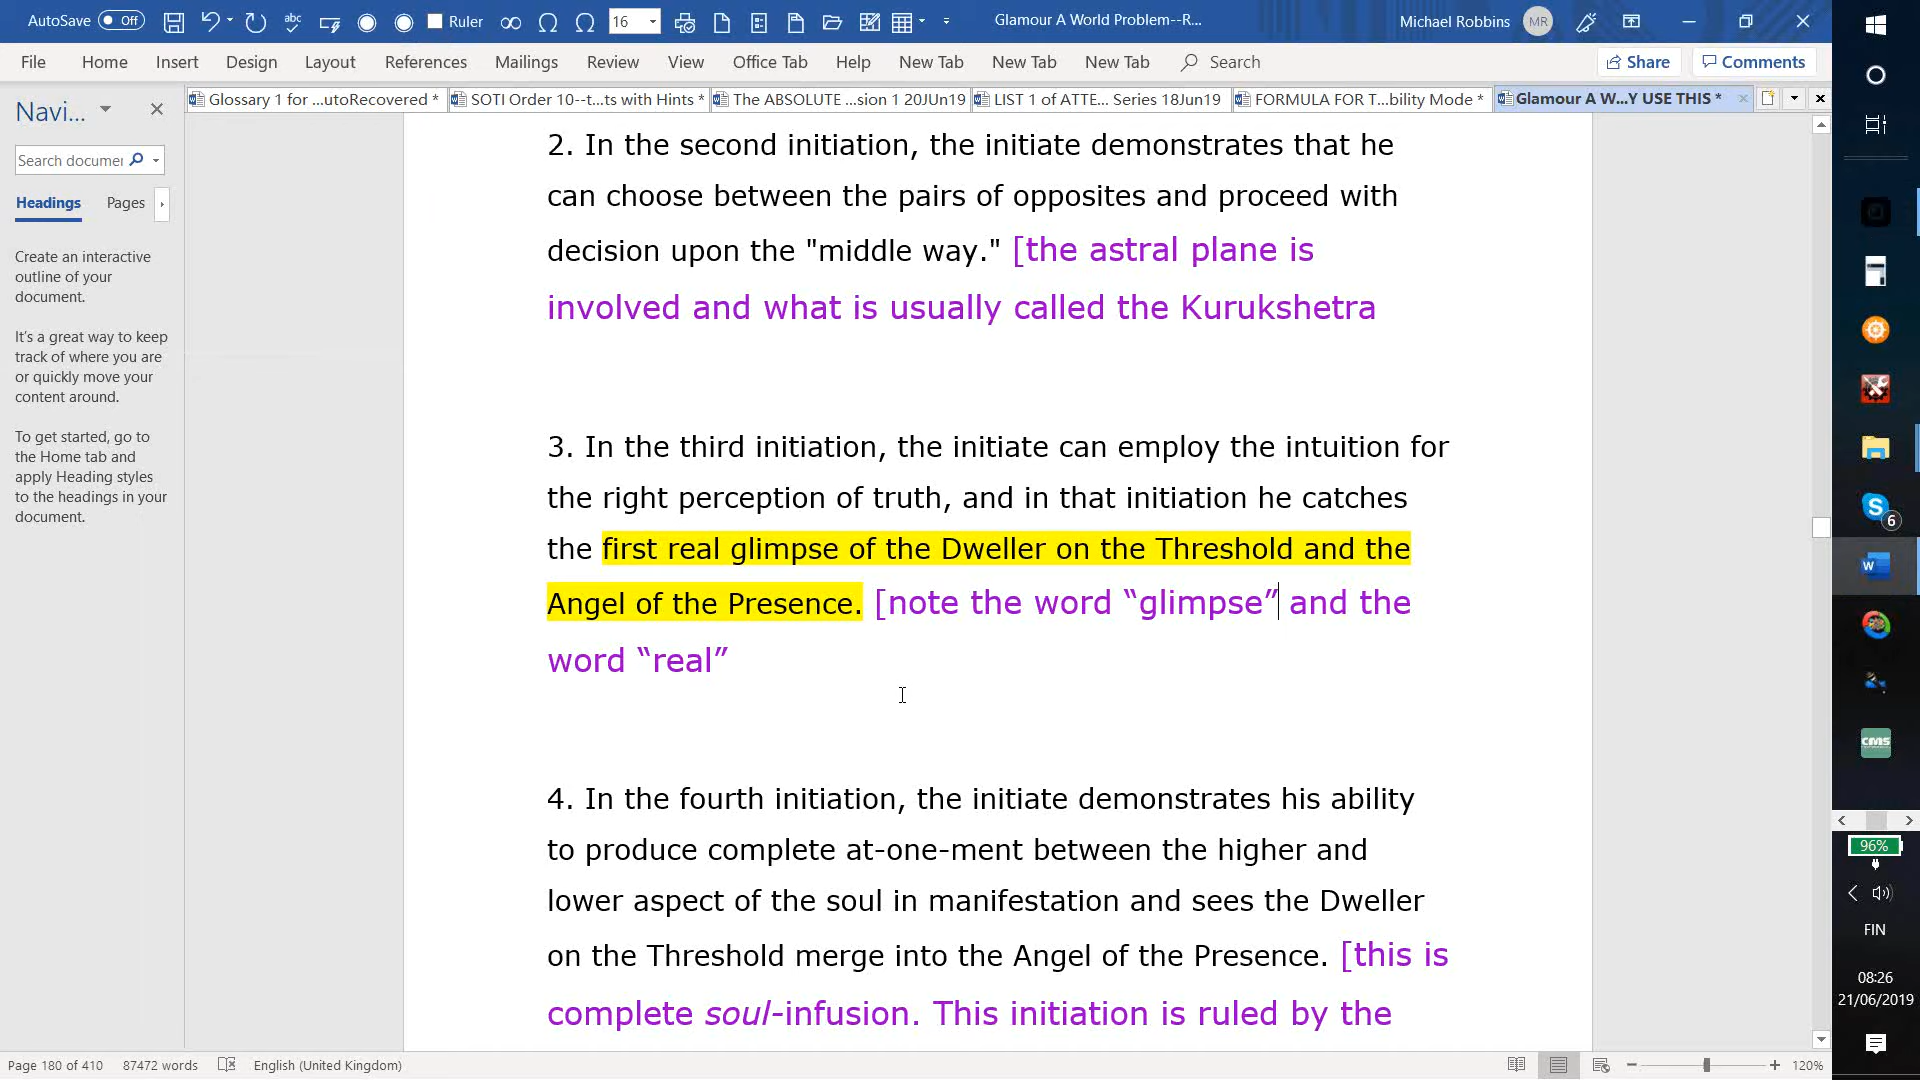 AutoSave Off
abc
Ruler
16
Glamour A World Problem--R...
Michael Robbins
MR
File Home Insert Design Layout References Mailings Review View Office Tab Help New Tab New Tab New Tab Search
Share
Comments
Glossary 1 for ...utoRecovered *
SOTI Order 10--t...ts with Hints *
The ABSOLUTE ...sion 1 20JUn19
LIST 1 of ATTE... Series 18Jun19
FORMULA FOR T...bility Mode *
Glamour A W...Y USE THIS *
Navi...
Search documen
Headings Pages
Create an interactive
outline of your
document.
It's a great way to keep
track of where you are
or quickly move your
content around.
To get started, go to
the Home tab and
apply Heading styles
to the headings in your
document.
2. In the second initiation, the initiate demonstrates that he
can choose between the pairs of opposites and proceed with
decision upon the "middle way." [the astral plane is
involved and what is usually called the Kurukshetra
3. In the third initiation, the initiate can employ the intuition for
the right perception of truth, and in that initiation he catches
the first real glimpse of the Dweller on the Threshold and the
Angel of the Presence. [note the word “glimpse” and the
word “real”
4. In the fourth initiation, the initiate demonstrates his ability
to produce complete at-one-ment between the higher and
lower aspect of the soul in manifestation and sees the Dweller
on the Threshold merge into the Angel of the Presence. [this is
complete soul-infusion. This initiation is ruled by the
6
CMS
96%
FIN
08:26
21/06/2019
Page 180 of 410 87472 words English (United Kingdom)
120%